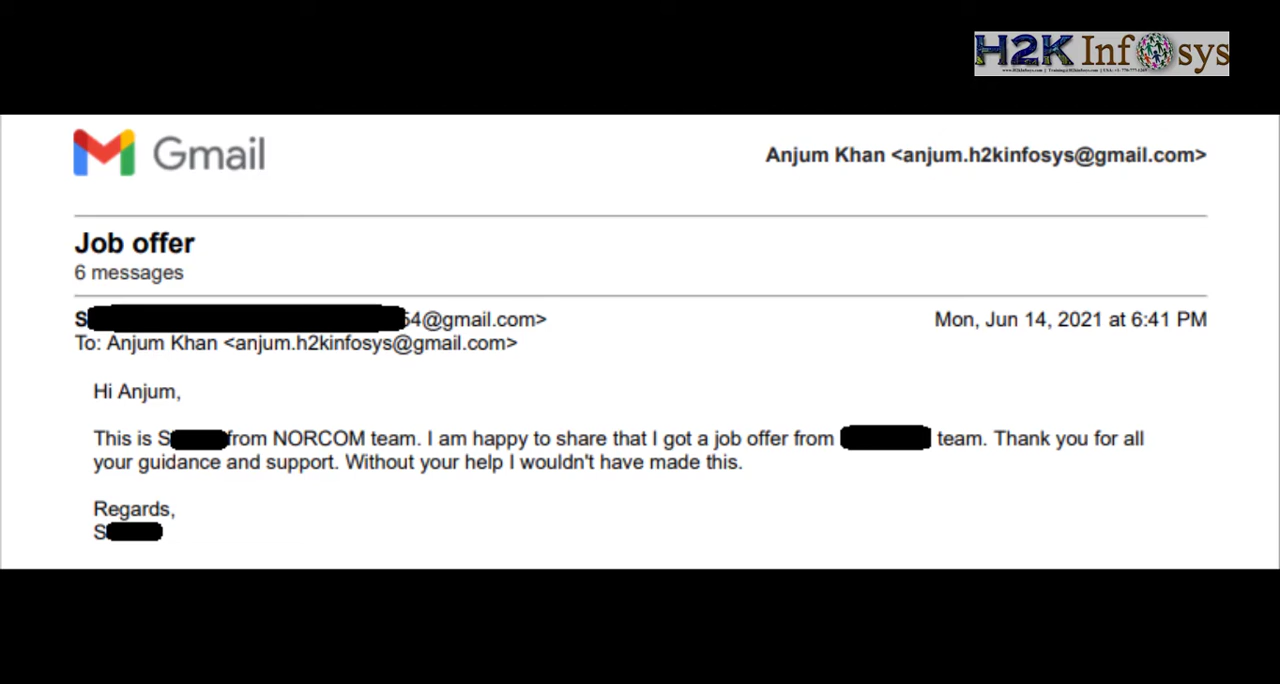 H2K Infosys
Gmail
Anjum Khan <anjum.h2kinfosys@gmail.com>
Job offer
6 messages
S 54@gmail.com>
Mon, Jun 14, 2021 at 6:41 PM
To: Anjum Khan <anjum.h2kinfosys@gmail.com>
Hi Anjum,
This is S from NORCOM team. I am happy to share that I got a job offer from team. Thank you for all
your guidance and support. Without your help I wouldn't have made this.
Regards,
S